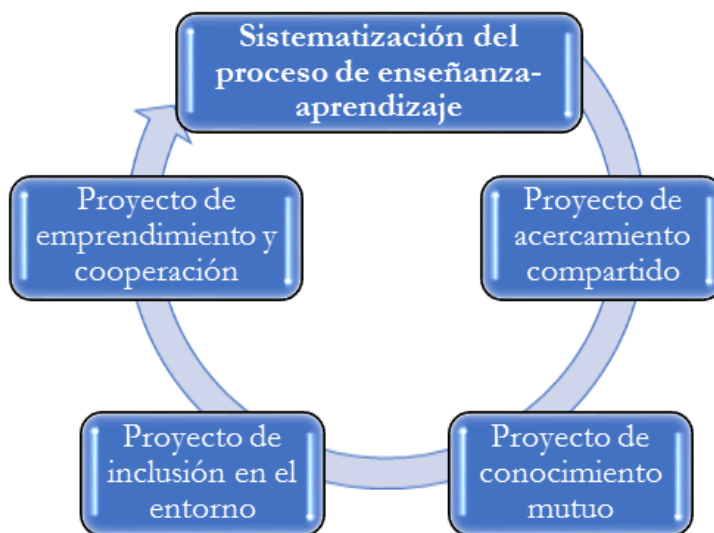 Sistematización del
proceso de enseñanza-
aprendizaje
Proyecto de
acercamiento
compartido
Proyecto de
conocimiento
mutuo
Proyecto de
inclusión en el
entorno
Proyecto de
emprendimiento y
cooperación